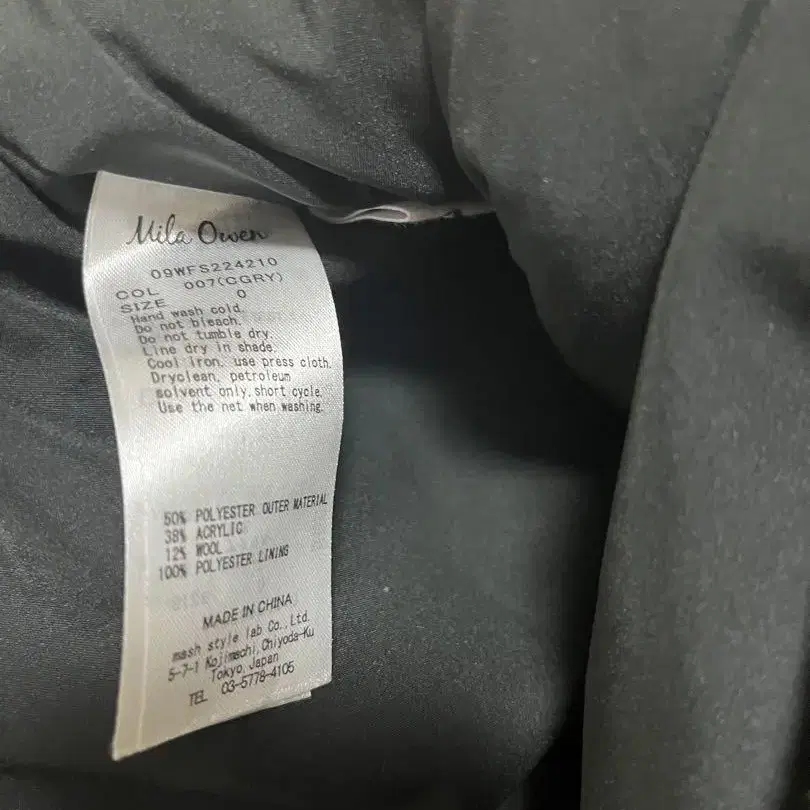 Mila Owen
09WFS224210
COL 007(CGRY)
SIZE 0
Hand wash cold.
Do not bleach.
Do not tumble dry.
Line dry in shade.
Cool iron, use press cloth.
Dryclean, petroleum
solvent only, short cycle.
Use the net when washing.
50% POLYESTER OUTER MATERIAL
38% ACRYLIC
12% WOOL
100% POLYESTER LINING
MADE IN CHINA
mash style lab Co., Ltd.
5-7-1 Kojimachi, Chiyoda-Ku
Tokyo, Japan
TEL 03-5778-4105